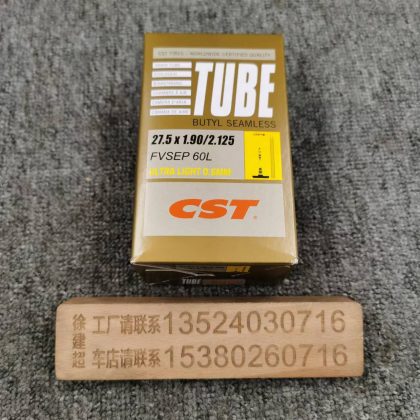 CST TIRES - WORLDWIDE CERTIFIED QUALITY
TUBE
BUTYL SEAMLESS
27.5 x 1.90/2.125
FVSEP 60L
ULTRA LIGHT 0.6MM
CST
TUBE
徐建超
工厂请联系13524030716
车店请联系15380260716